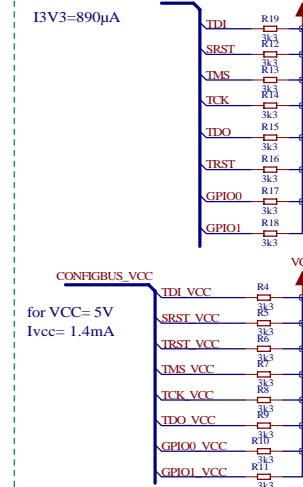 I3V3=890µA
TDI
R19
3k3
SRST
R12
3k3
TMS
R13
3k3
TCK
R14
3k3
TDO
R15
3k3
TRST
R16
3k3
GPIO0
R17
3k3
GPIO1
R18
3k3
CONFIGBUS_VCC
for VCC= 5V
Ivcc= 1.4mA
TDI_VCC
R4
3k3
SRST_VCC
R5
3k3
TRST_VCC
R6
3k3
TMS_VCC
R7
3k3
TCK_VCC
R8
3k3
TDO_VCC
R9
3k3
GPIO0_VCC
R10
3k3
GPIO1_VCC
R11
3k3